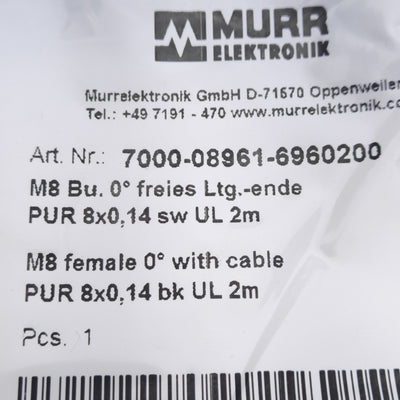 MURR
ELEKTRONIK
Murrelektronik GmbH D-71570 Oppenweiler
Tel.: +49 7191 - 470 www.murrelektronik.co
Art. Nr.: 7000-08961-6960200
M8 Bu. 0° freies Ltg.-ende
PUR 8x0,14 sw UL 2m
M8 female 0° with cable
PUR 8x0,14 bk UL 2m
Pcs. 1